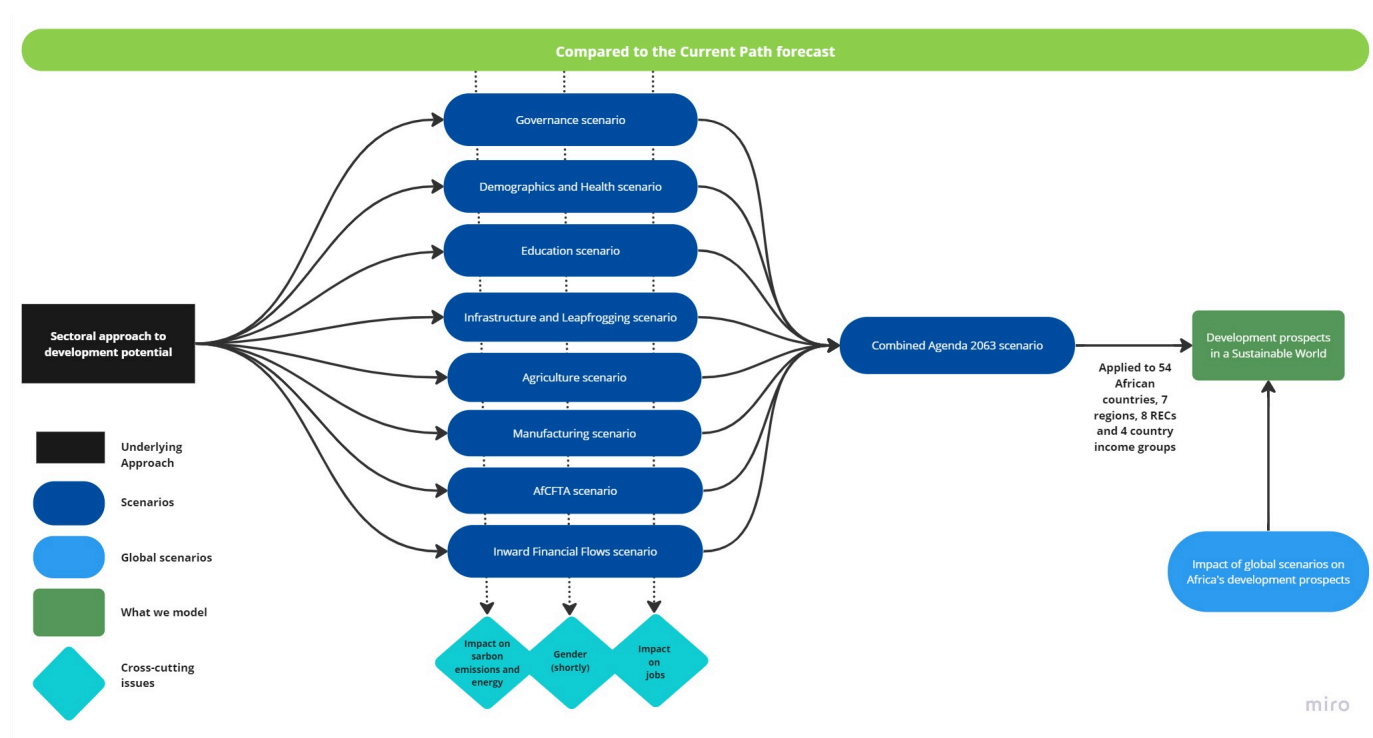 Compared to the Current Path forecast
Governance scenario
Demographics and Health scenario
Education scenario
Infrastructure and Leapfrogging scenario
Agriculture scenario
Manufacturing scenario
AfCFTA scenario
Inward Financial Flows scenario
Sectoral approach to
development potential
Combined Agenda 2063 scenario
Applied to 54
African
countries, 7
regions, 8 RECs
and 4 country
income groups
Development prospects
in a Sustainable World
Impact of global scenarios on
Africa's development prospects
Underlying
Approach
Scenarios
Global scenarios
What we model
Cross-cutting
issues
Impact on
sarbon
emissions and
energy
Gender
(shortly)
Impact
on
jobs
miro